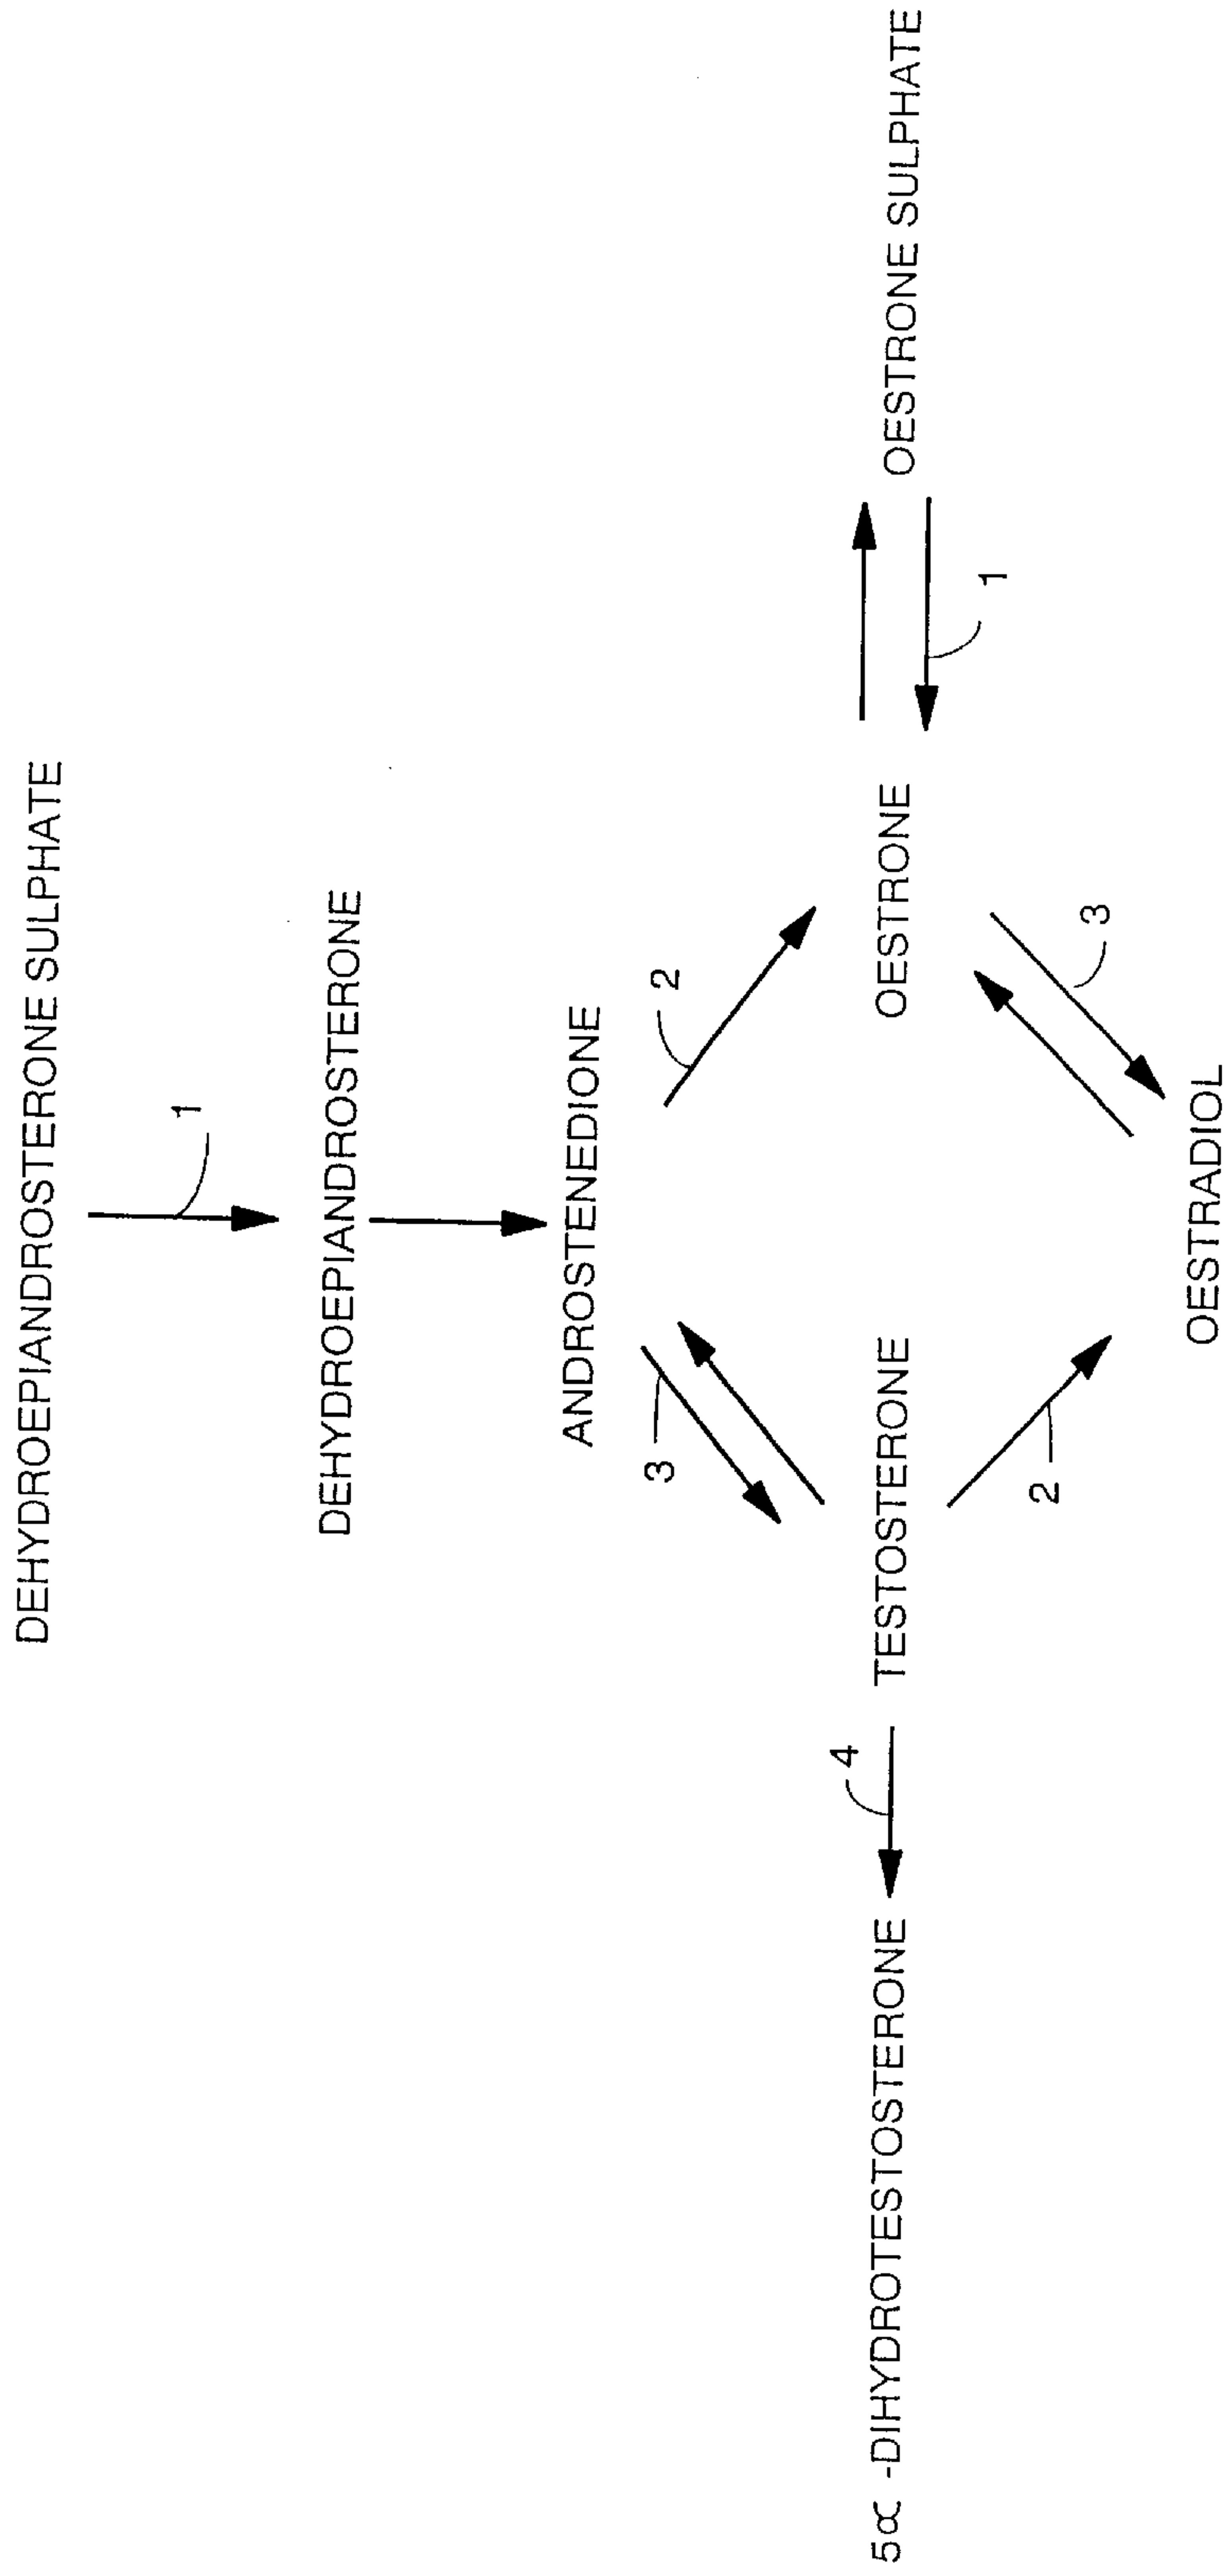 DEHYDROEPIANDROSTERONE SULPHATE
1
DEHYDROEPIANDROSTERONE
ANDROSTENEDIONE
3
2
4
5α -DIHYDROTESTOSTERONE
TESTOSTERONE
OESTRONE
OESTRONE SULPHATE
1
2
3
OESTRADIOL